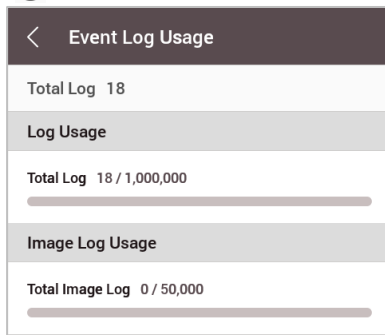 Event Log Usage
Total Log 18
Log Usage
Total Log 18 / 1,000,000
Image Log Usage
Total Image Log 0 / 50,000